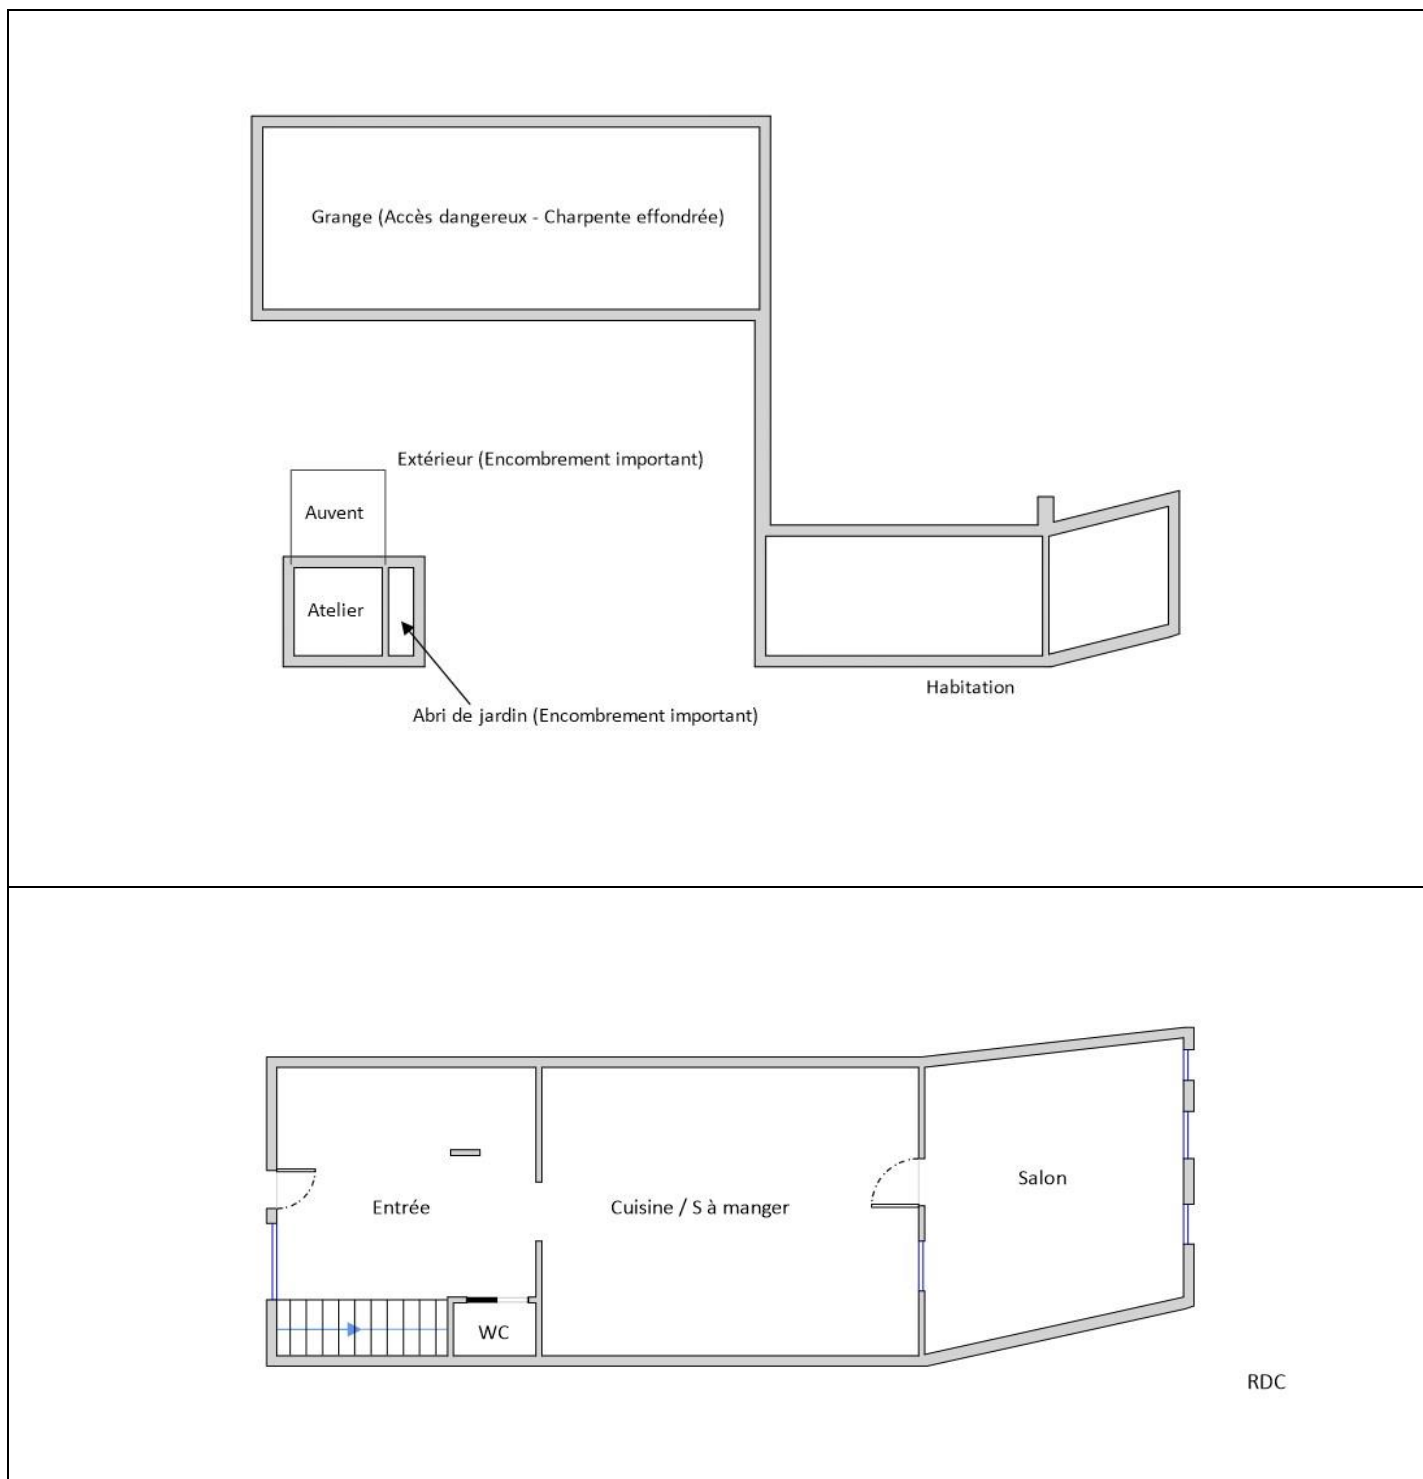 Grange (Accès dangereux - Charpente effondrée)
Extérieur (Encombrement important)
Auvent
Atelier
Habitation
Abri de jardin (Encombrement important)
Salon
Entrée
Cuisine / S à manger
WC
RDC